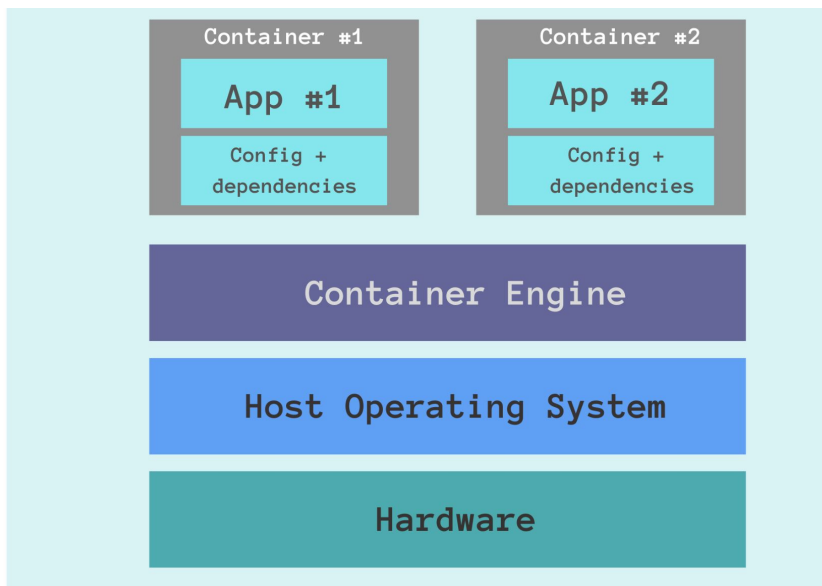 Container #1
App #1
Config +
dependencies
Container #2
App #2
Config +
dependencies
Container Engine
Host Operating System
Hardware